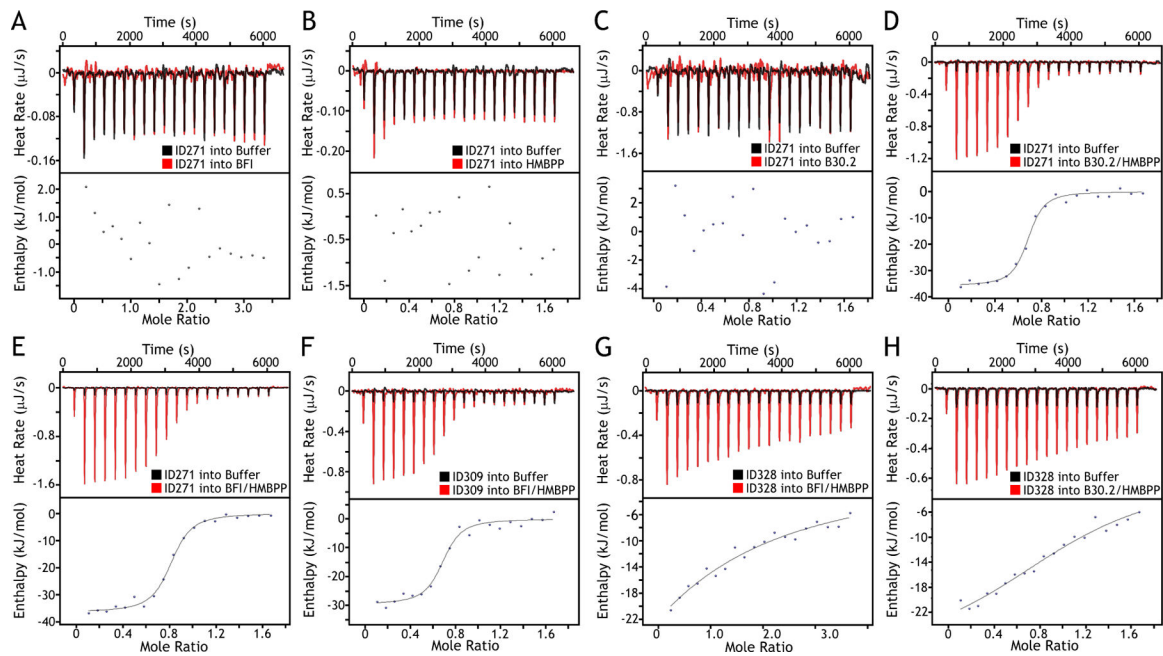 A
Time (s)
0 2000 4000 6000
Heat Rate (µJ/s)
0
-0.08
-0.16
ID271 into Buffer
ID271 into BFI
Enthalpy (kJ/mol)
2.0
1.0
0
-1.0
0 1.0 2.0 3.0
Mole Ratio
B
Time (s)
0 2000 4000 6000
Heat Rate (µJ/s)
0
-0.10
-0.20
ID271 into Buffer
ID271 into HMBPP
Enthalpy (kJ/mol)
0.5
-0.5
-1.5
0 0.4 0.8 1.2 1.6
Mole Ratio
C
Time (s)
0 2000 4000 6000
Heat Rate (µJ/s)
0
-0.8
-1.6
ID271 into Buffer
ID271 into B30.2
Enthalpy (kJ/mol)
2
0
-2
-4
0 0.4 0.8 1.2 1.6
Mole Ratio
D
Time (s)
0 2000 4000 6000
Heat Rate (µJ/s)
0
-0.4
-0.8
-1.2
ID271 into Buffer
ID271 into B30.2/HMBPP
Enthalpy (kJ/mol)
0
-10
-20
-30
-40
0 0.4 0.8 1.2 1.6
Mole Ratio
E
Time (s)
0 2000 4000 6000
Heat Rate (µJ/s)
0
-0.8
-1.6
ID271 into Buffer
ID271 into BFI/HMBPP
Enthalpy (kJ/mol)
0
-10
-20
-30
-40
0 0.4 0.8 1.2 1.6
Mole Ratio
F
Time (s)
0 2000 4000 6000
Heat Rate (µJ/s)
0
-0.4
-0.8
ID309 into Buffer
ID309 into BFI/HMBPP
Enthalpy (kJ/mol)
0
-10
-20
-30
0 0.4 0.8 1.2 1.6
Mole Ratio
G
Time (s)
0 2000 4000 6000
Heat Rate (µJ/s)
0
-0.4
-0.8
ID328 into Buffer
ID328 into BFI/HMBPP
Enthalpy (kJ/mol)
-6
-10
-14
-18
-22
0 1.0 2.0 3.0
Mole Ratio
H
Time (s)
0 2000 4000 6000
Heat Rate (µJ/s)
0
-0.2
-0.4
-0.6
ID328 into Buffer
ID328 into B30.2/HMBPP
Enthalpy (kJ/mol)
-6
-10
-14
-18
-22
0 0.4 0.8 1.2 1.6
Mole Ratio